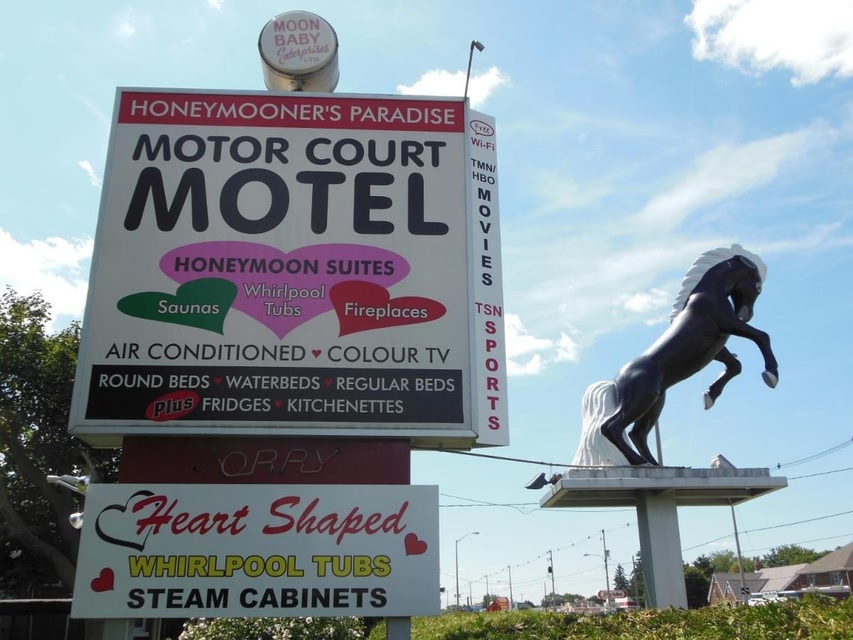 MOON
BABY
Enterprises
LTD.
HONEYMOONER'S PARADISE
MOTOR COURT
MOTEL
HONEYMOON SUITES
Whirlpool
Tubs
Saunas
Fireplaces
AIR CONDITIONED ♥ COLOUR TV
ROUND BEDS ♥ WATERBEDS ♥ REGULAR BEDS
Plus FRIDGES ♥ KITCHENETTES
Free
Wi-Fi
TMN/
HBO
MOVIES
TSN
SPORTS
ORRY
Heart Shaped
WHIRLPOOL TUBS
STEAM CABINETS